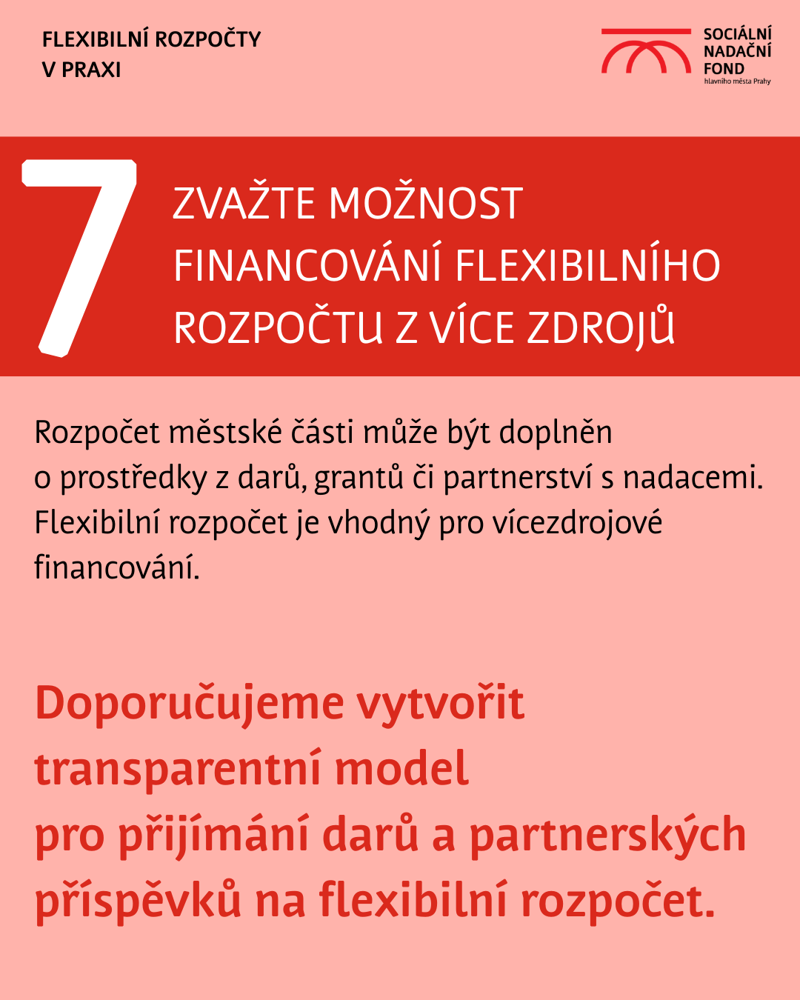 FLEXIBILNÍ ROZPOČTY
V PRAXI
SOCIÁLNÍ
NADAČNÍ
FOND
hlavního města Prahy
7
ZVAŽTE MOŽNOST
FINANCOVÁNÍ FLEXIBILNÍHO
ROZPOČTU Z VÍCE ZDROJŮ
Rozpočet městské části může být doplněn
o prostředky z darů, grantů či partnerství s nadacemi.
Flexibilní rozpočet je vhodný pro vícezdrojové
financování.
Doporučujeme vytvořit
transparentní model
pro přijímání darů a partnerských
příspěvků na flexibilní rozpočet.